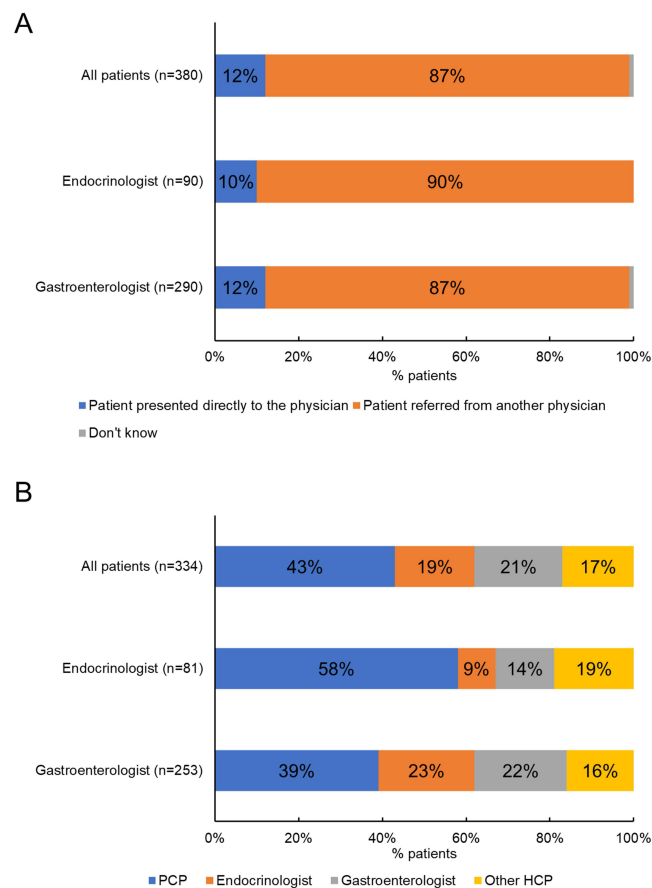 A
All patients (n=380)
12%
87%
Endocrinologist (n=90)
10%
90%
Gastroenterologist (n=290)
12%
87%
0%
20%
40%
60%
80%
100%
% patients
Patient presented directly to the physician
Patient referred from another physician
Don't know
B
All patients (n=334)
43%
19%
21%
17%
Endocrinologist (n=81)
58%
9%
14%
19%
Gastroenterologist (n=253)
39%
23%
22%
16%
0%
20%
40%
60%
80%
100%
% patients
PCP
Endocrinologist
Gastroenterologist
Other HCP